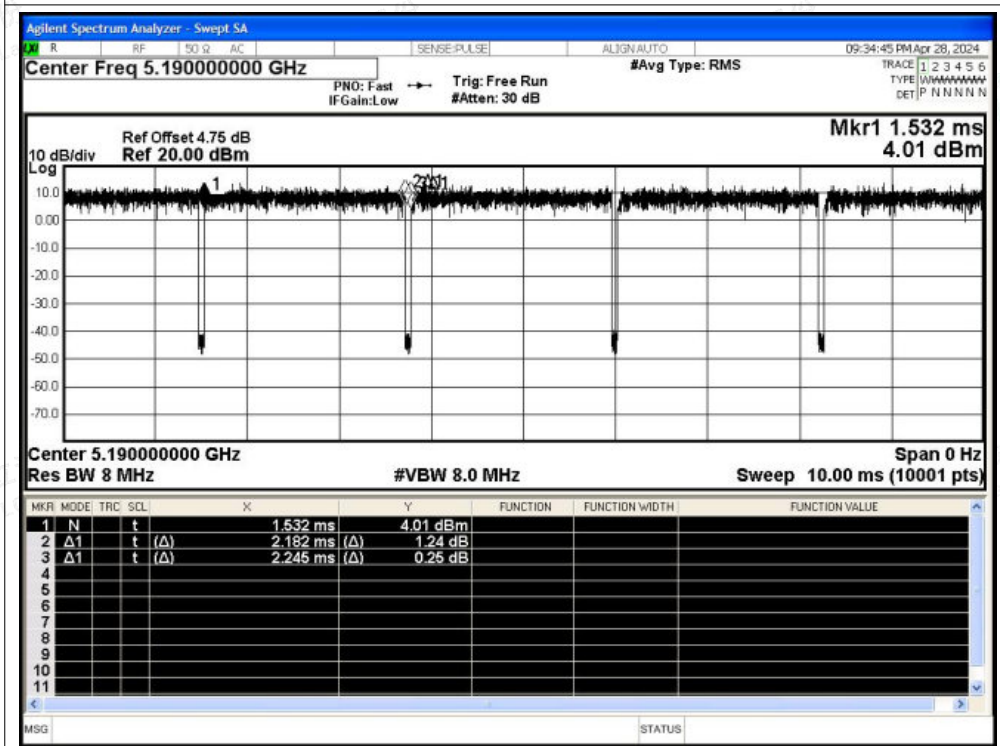 Agilent Spectrum Analyzer - Swept SA
LXI R RF 50 Ω AC SENSE:PULSE ALIGN AUTO 09:34:45 PM Apr 28, 2024
Center Freq 5.190000000 GHz #Avg Type: RMS TRACE 1 2 3 4 5 6
PNO: Fast Trig: Free Run TYPE WWWWWW
IFGain:Low #Atten: 30 dB DET P N N N N N
Ref Offset 4.75 dB Mkr1 1.532 ms
10 dB/div Ref 20.00 dBm 4.01 dBm
Log
10.0
0.00
-10.0
-20.0
-30.0
-40.0
-50.0
-60.0
-70.0
1
Center 5.190000000 GHz Span 0 Hz
Res BW 8 MHz #VBW 8.0 MHz Sweep 10.00 ms (10001 pts)
MKR MODE TRC SCL X Y FUNCTION FUNCTION WIDTH FUNCTION VALUE
1 N t 1.532 ms 4.01 dBm
2 Δ1 t (Δ) 2.182 ms (Δ) 1.24 dB
3 Δ1 t (Δ) 2.245 ms (Δ) 0.25 dB
4
5
6
7
8
9
10
11
MSG STATUS